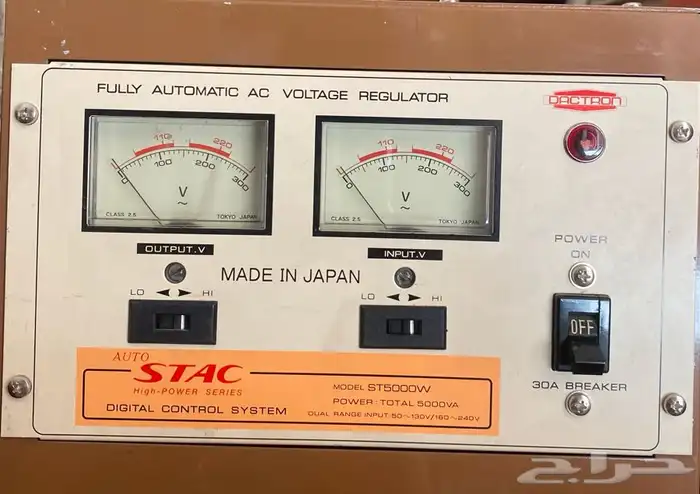 FULLY AUTOMATIC AC VOLTAGE REGULATOR
DACTRON
110 220
0 100 200 300
V
~
CLASS 2.5 TOKYO JAPAN
110 220
0 100 200 300
V
~
CLASS 2.5 TOKYO JAPAN
OUTPUT.V
INPUT.V
MADE IN JAPAN
LO ◄ ► HI
LO ◄ ► HI
POWER
ON
OFF
30A BREAKER
AUTO
STAC
High-POWER SERIES
DIGITAL CONTROL SYSTEM
MODEL ST5000W
POWER : TOTAL 5000VA
DUAL RANGE INPUT: 50~130V/160~240V
حراج